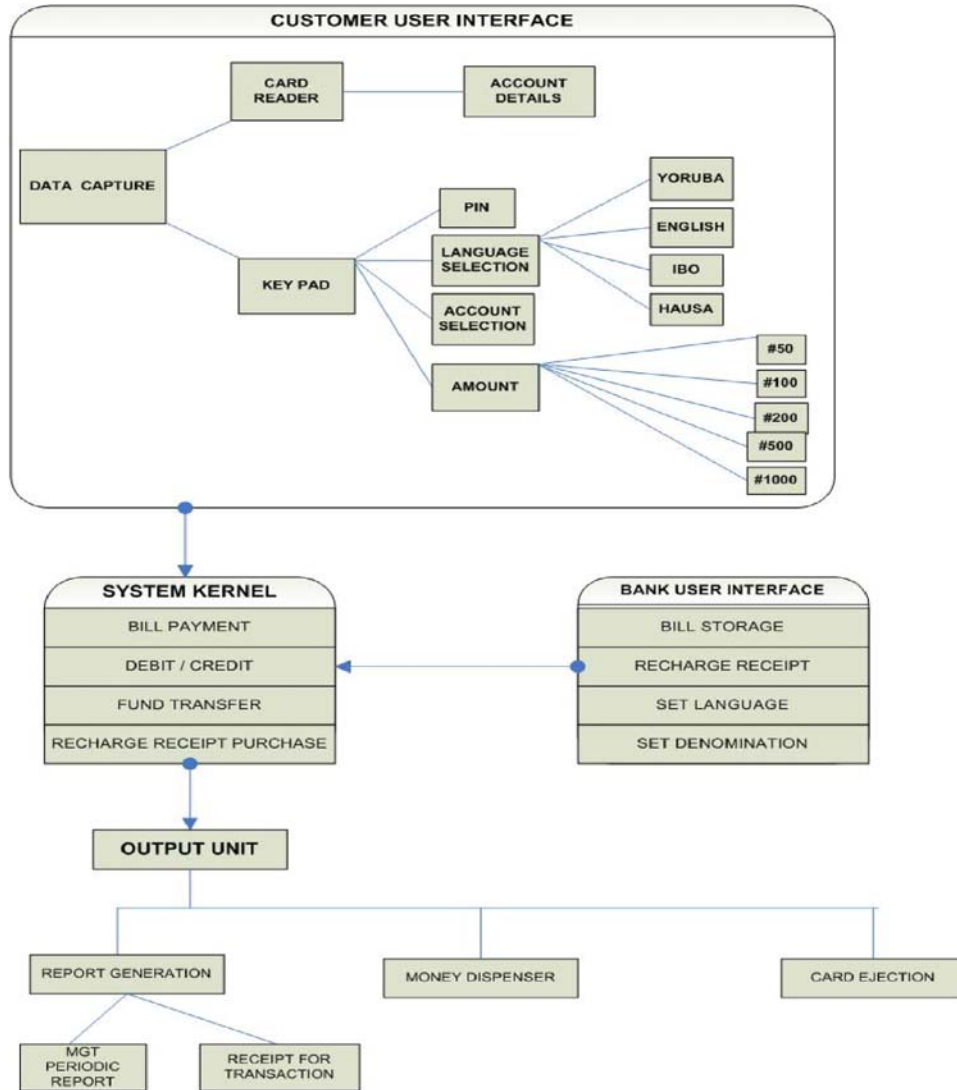 CUSTOMER USER INTERFACE
CARD
READER
ACCOUNT
DETAILS
DATA CAPTURE
KEY PAD
PIN
LANGUAGE
SELECTION
ACCOUNT
SELECTION
AMOUNT
YORUBA
ENGLISH
IBO
HAUSA
#50
#100
#200
#500
#1000
SYSTEM KERNEL
BILL PAYMENT
DEBIT / CREDIT
FUND TRANSFER
RECHARGE RECEIPT PURCHASE
BANK USER INTERFACE
BILL STORAGE
RECHARGE RECEIPT
SET LANGUAGE
SET DENOMINATION
OUTPUT UNIT
REPORT GENERATION
MONEY DISPENSER
CARD EJECTION
MGT
PERIODIC
REPORT
RECEIPT FOR
TRANSACTION